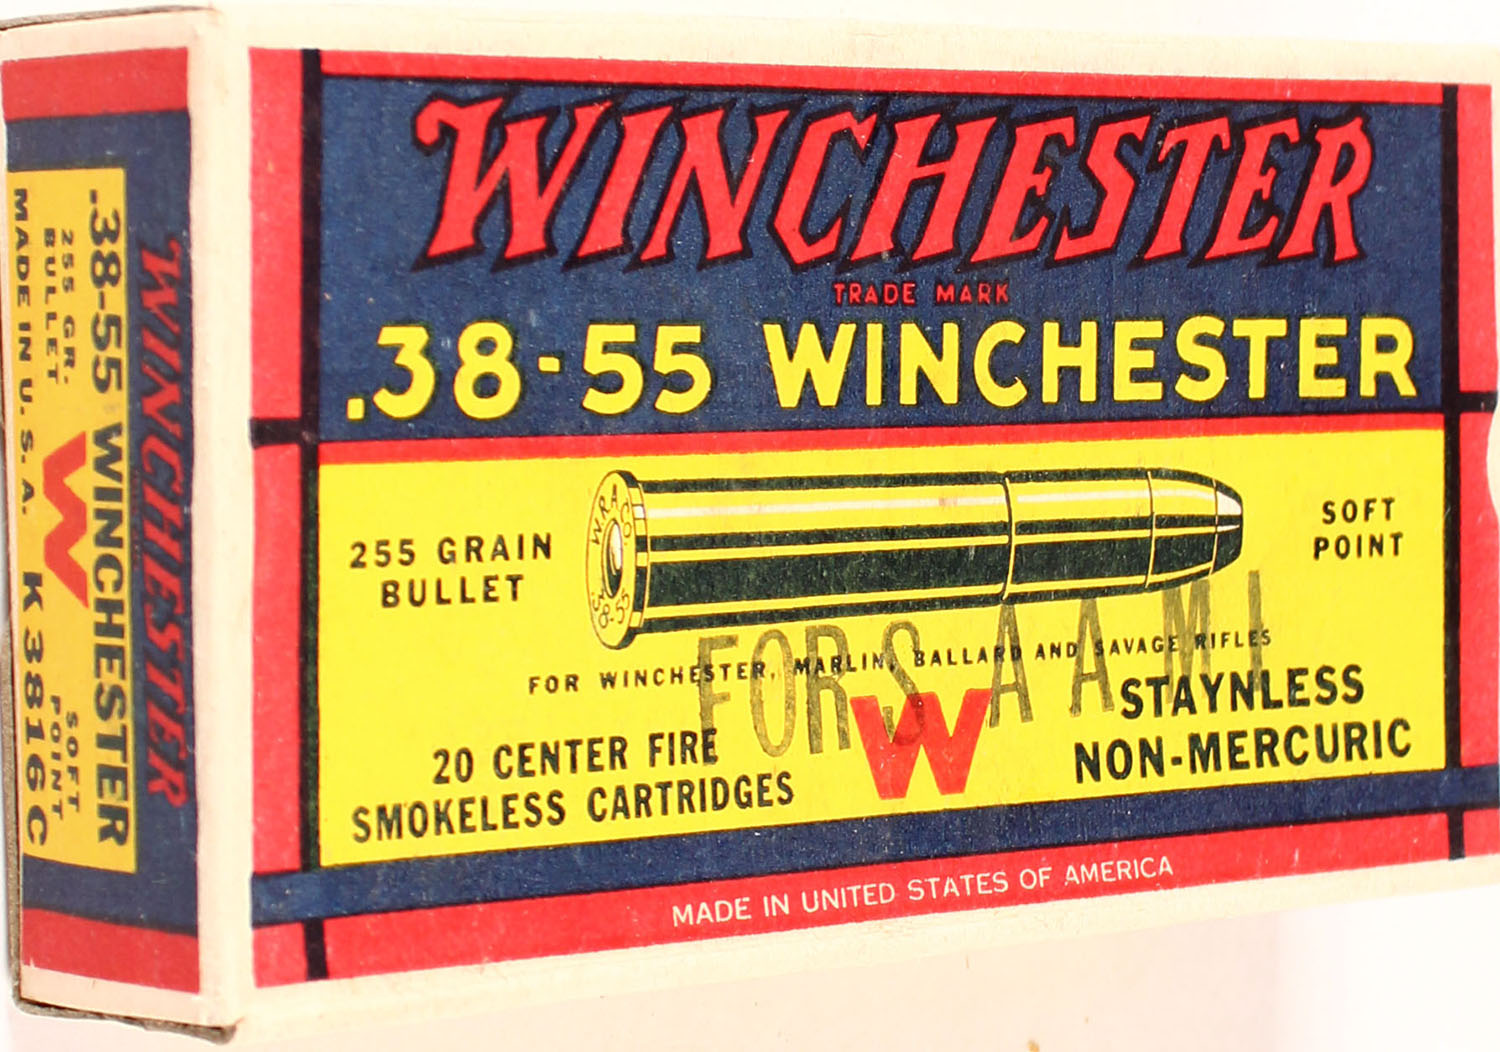 WINCHESTER
TRADE MARK
.38-55 WINCHESTER
255 GRAIN
BULLET
W.R.A. CO.
38-55
SOFT
POINT
FOR WINCHESTER, MARLIN, BALLARD AND SAVAGE RIFLES
FOR S A A M I
20 CENTER FIRE
SMOKELESS CARTRIDGES
W
STAYNLESS
NON-MERCURIC
MADE IN UNITED STATES OF AMERICA
WINCHESTER
.38-55 WINCHESTER
255 GR.
BULLET
SOFT
POINT
MADE IN U.S.A.
W
K 3816C